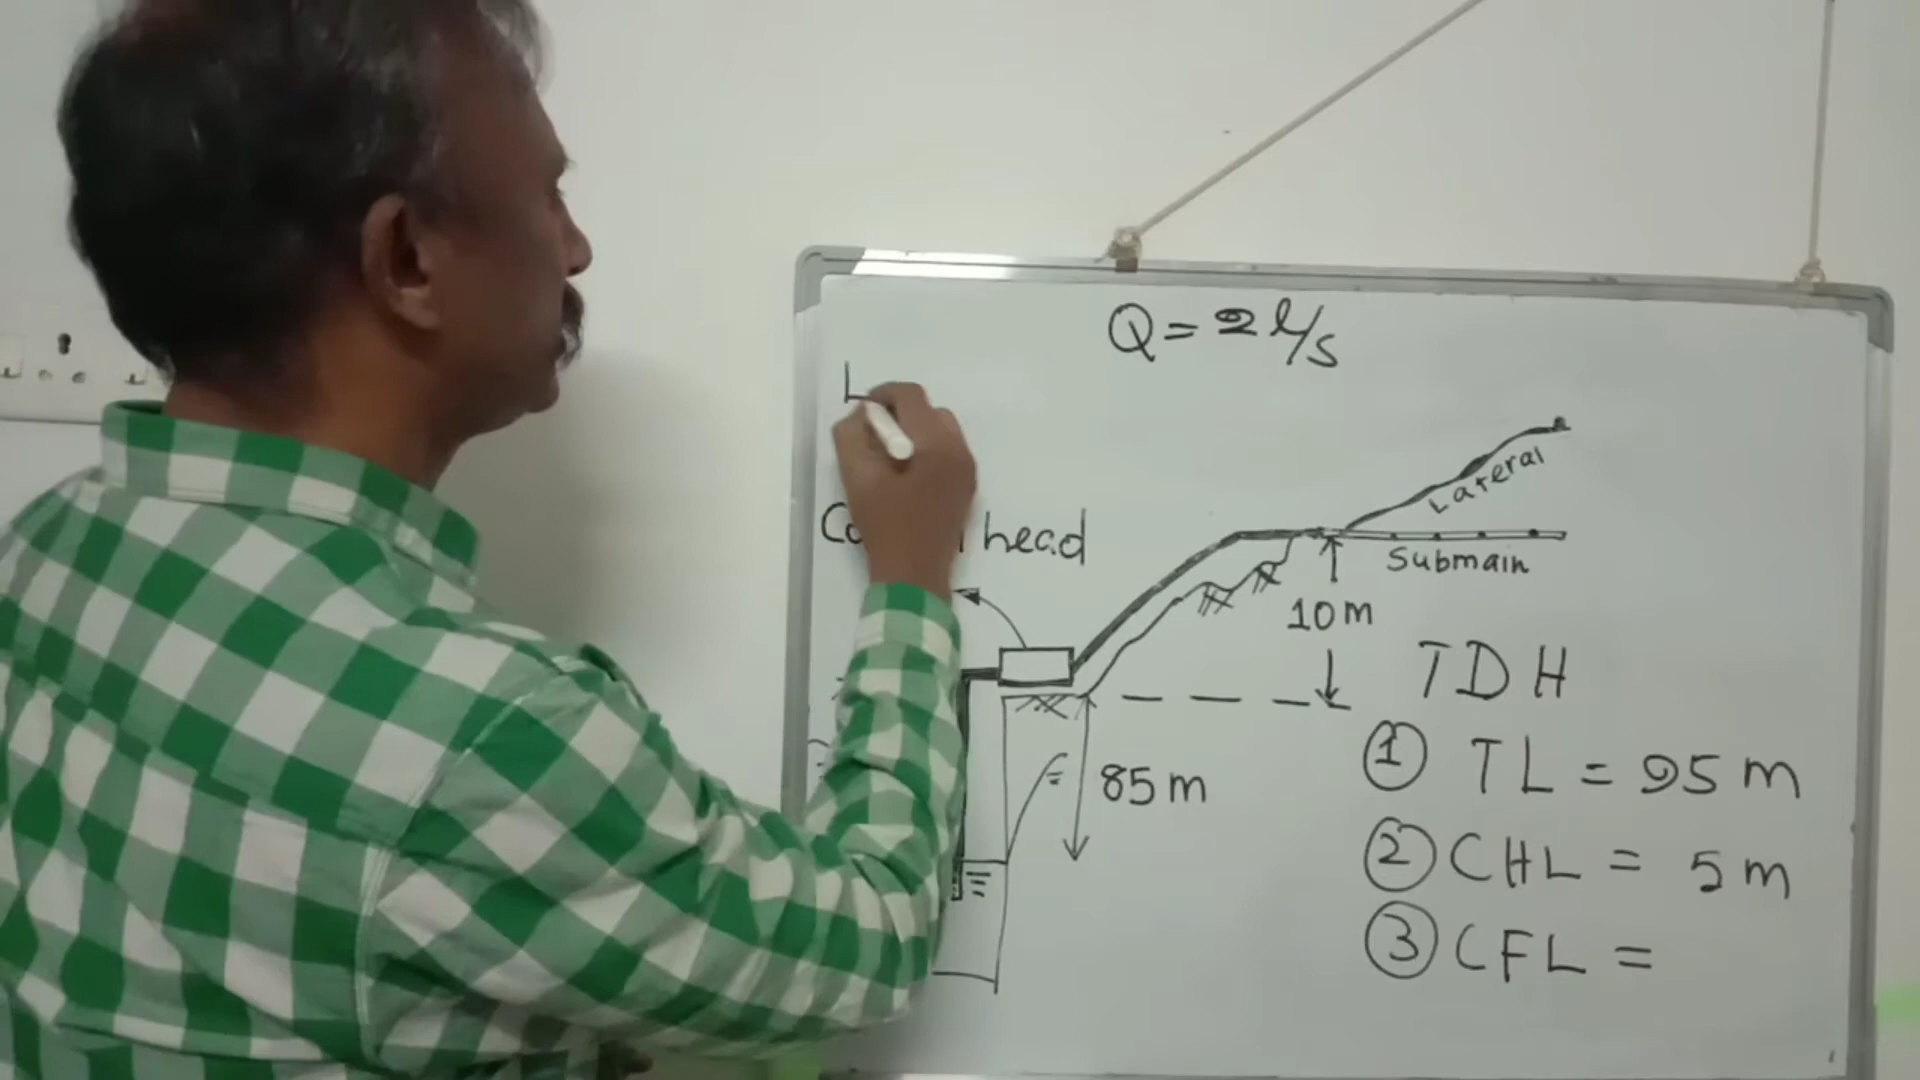 Q = 2 l/s
L
head
Lateral
Submain
10 m
85 m
TDH
① TL = 95 m
② CHL = 5 m
③ CFL =